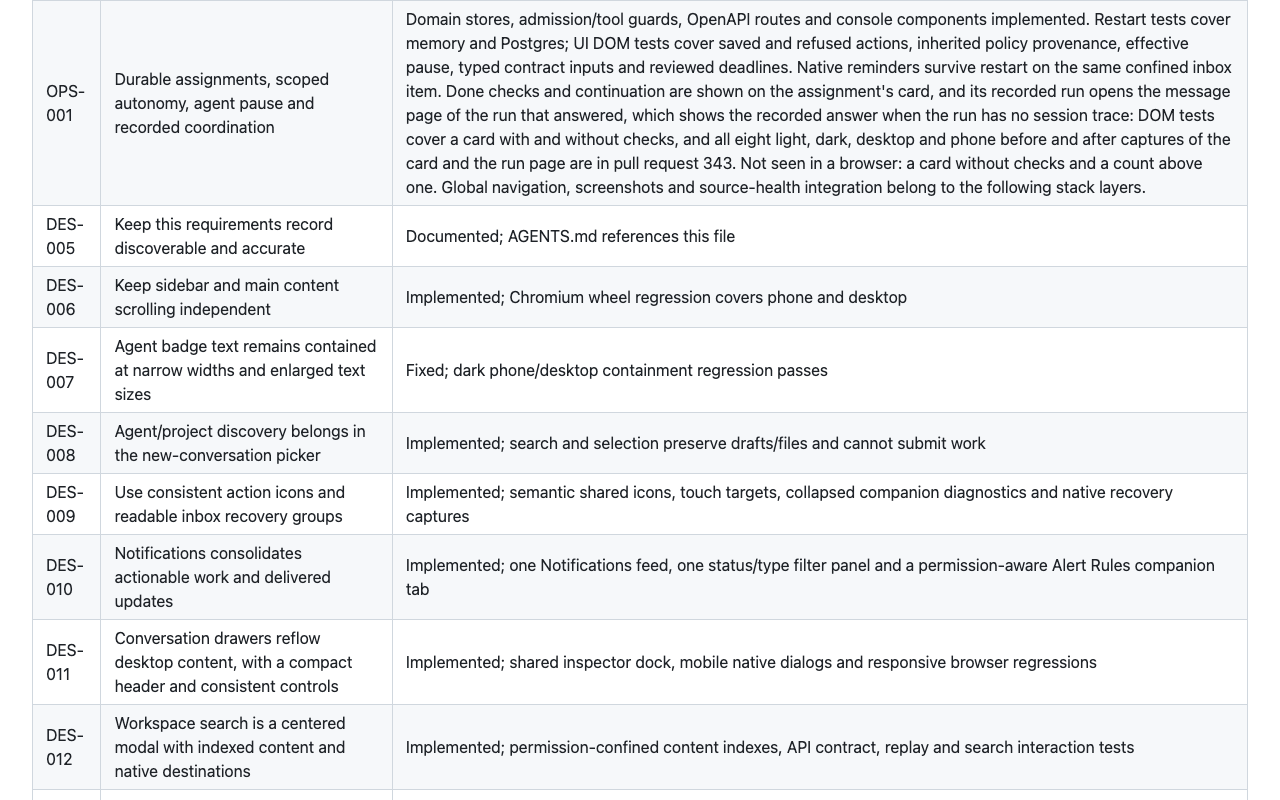 OPS-
001
Durable assignments, scoped
autonomy, agent pause and
recorded coordination
Domain stores, admission/tool guards, OpenAPI routes and console components implemented. Restart tests cover
memory and Postgres; UI DOM tests cover saved and refused actions, inherited policy provenance, effective
pause, typed contract inputs and reviewed deadlines. Native reminders survive restart on the same confined inbox
item. Done checks and continuation are shown on the assignment's card, and its recorded run opens the message
page of the run that answered, which shows the recorded answer when the run has no session trace: DOM tests
cover a card with and without checks, and all eight light, dark, desktop and phone before and after captures of the
card and the run page are in pull request 343. Not seen in a browser: a card without checks and a count above
one. Global navigation, screenshots and source-health integration belong to the following stack layers.
DES-
005
Keep this requirements record
discoverable and accurate
Documented; AGENTS.md references this file
DES-
006
Keep sidebar and main content
scrolling independent
Implemented; Chromium wheel regression covers phone and desktop
DES-
007
Agent badge text remains contained
at narrow widths and enlarged text
sizes
Fixed; dark phone/desktop containment regression passes
DES-
008
Agent/project discovery belongs in
the new-conversation picker
Implemented; search and selection preserve drafts/files and cannot submit work
DES-
009
Use consistent action icons and
readable inbox recovery groups
Implemented; semantic shared icons, touch targets, collapsed companion diagnostics and native recovery
captures
DES-
010
Notifications consolidates
actionable work and delivered
updates
Implemented; one Notifications feed, one status/type filter panel and a permission-aware Alert Rules companion
tab
DES-
011
Conversation drawers reflow
desktop content, with a compact
header and consistent controls
Implemented; shared inspector dock, mobile native dialogs and responsive browser regressions
DES-
012
Workspace search is a centered
modal with indexed content and
native destinations
Implemented; permission-confined content indexes, API contract, replay and search interaction tests